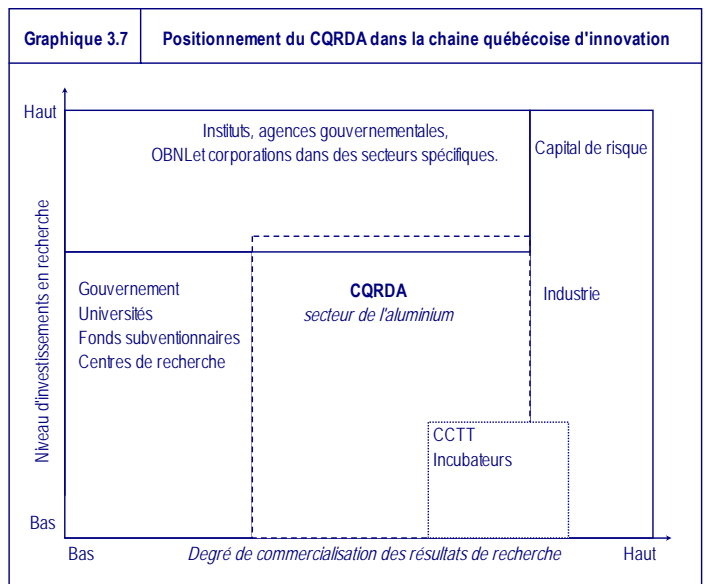 Graphique 3.7
Positionnement du CQRDA dans la chaine québécoise d'innovation
Haut
Instituts, agences gouvernementales,
OBNLet corporations dans des secteurs spécifiques.
Capital de risque
Niveau d'investissements en recherche
Gouvernement
Universités
Fonds subventionnaires
Centres de recherche
CQRDA
secteur de l'aluminium
Industrie
CCTT
Incubateurs
Bas
Bas
Degré de commercialisation des résultats de recherche
Haut